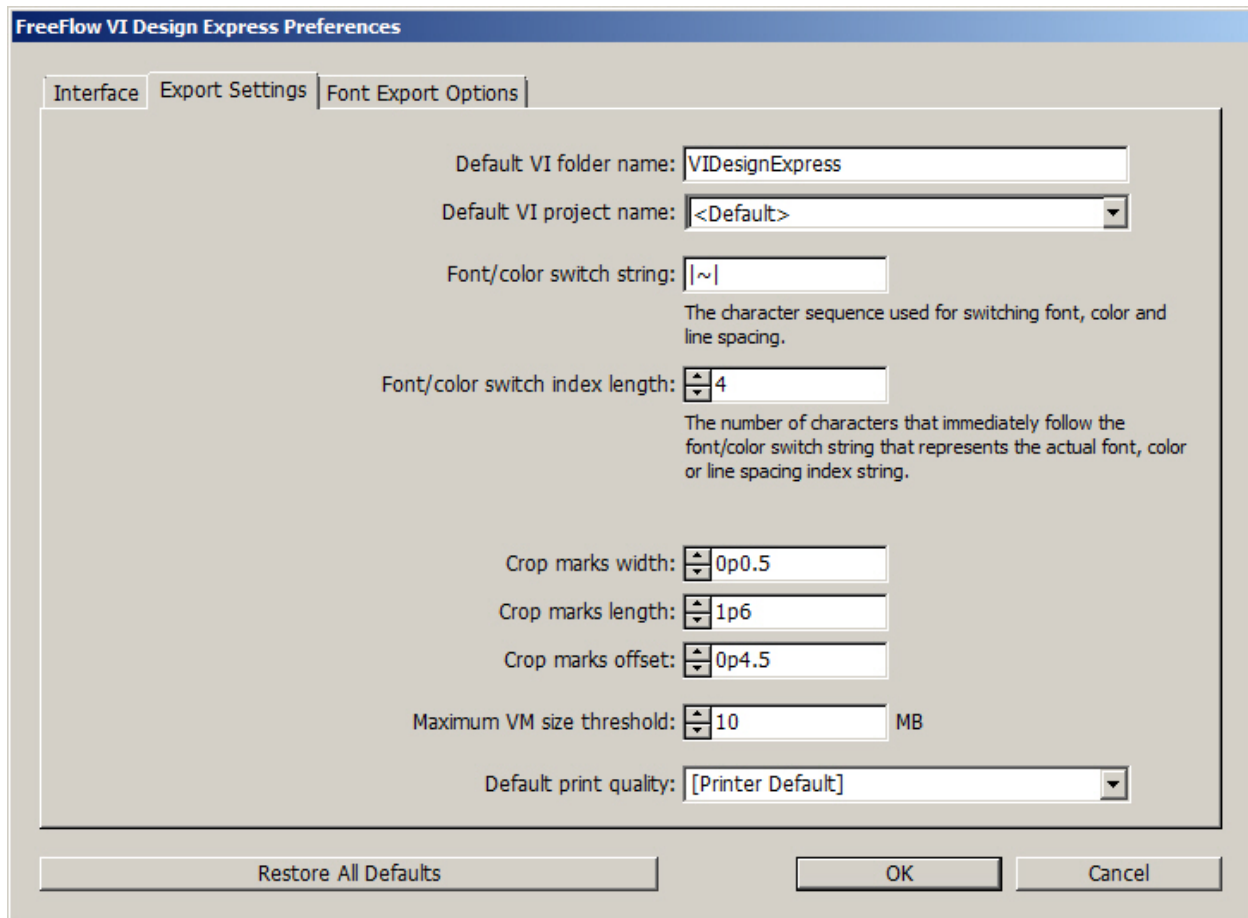 FreeFlow VI Design Express Preferences
Interface Export Settings Font Export Options
Default VI folder name: VIDesignExpress
Default VI project name: <Default>
Font/color switch string: |~|
The character sequence used for switching font, color and
line spacing.
Font/color switch index length: 4
The number of characters that immediately follow the
font/color switch string that represents the actual font, color
or line spacing index string.
Crop marks width: 0p0.5
Crop marks length: 1p6
Crop marks offset: 0p4.5
Maximum VM size threshold: 10 MB
Default print quality: [Printer Default]
Restore All Defaults OK Cancel